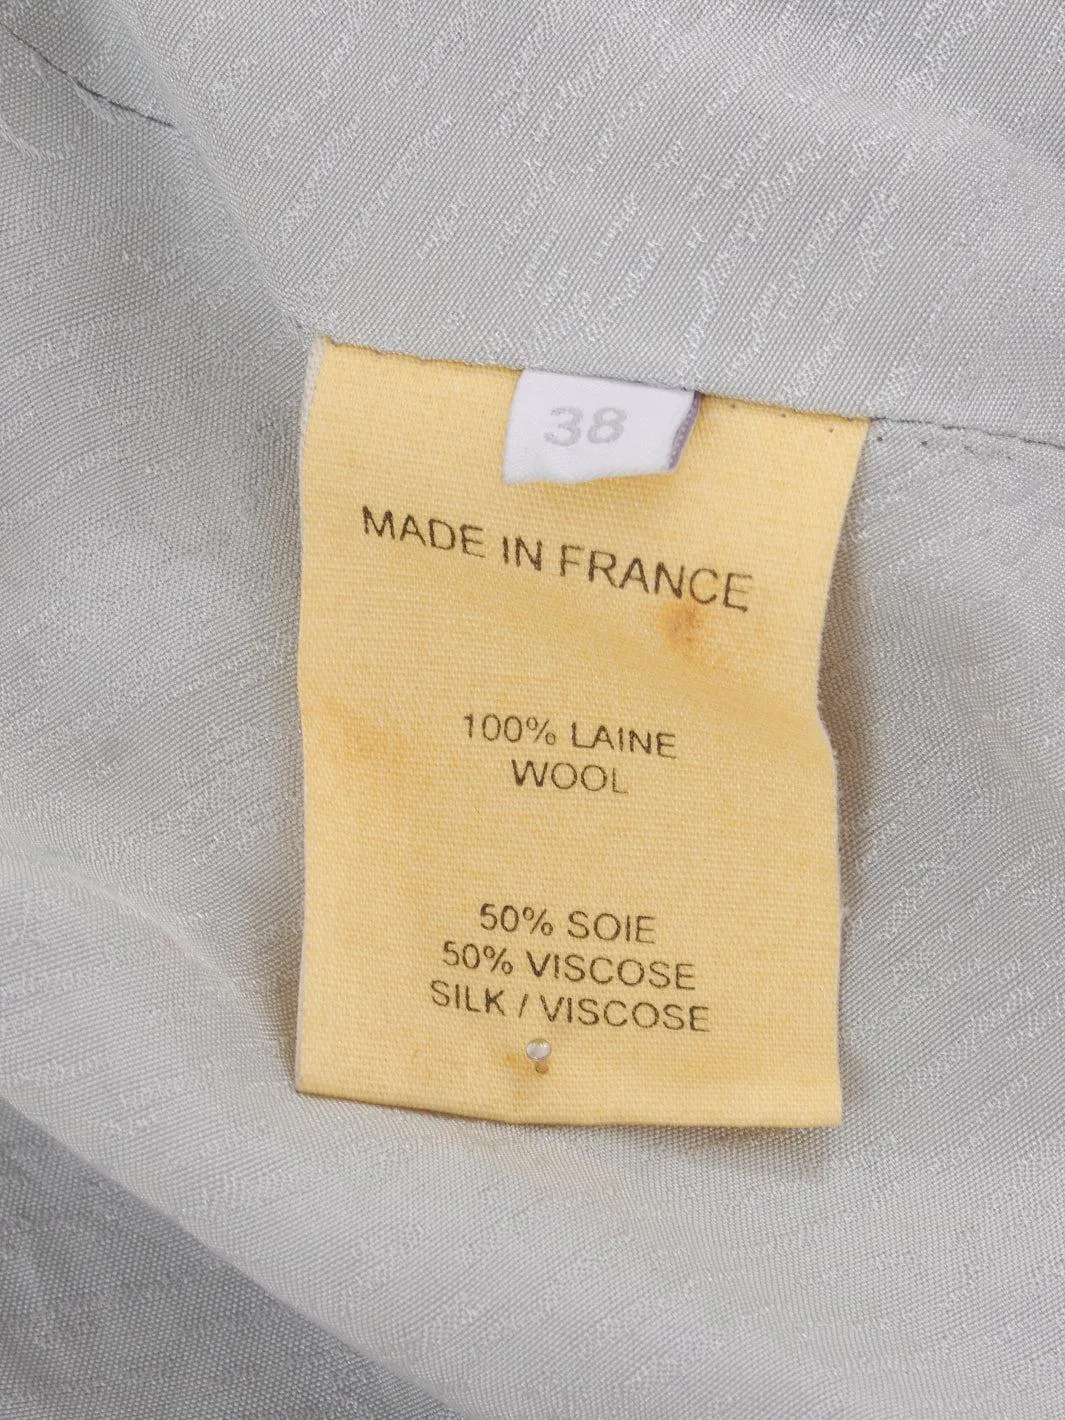 38
MADE IN FRANCE
100% LAINE
WOOL
50% SOIE
50% VISCOSE
SILK / VISCOSE